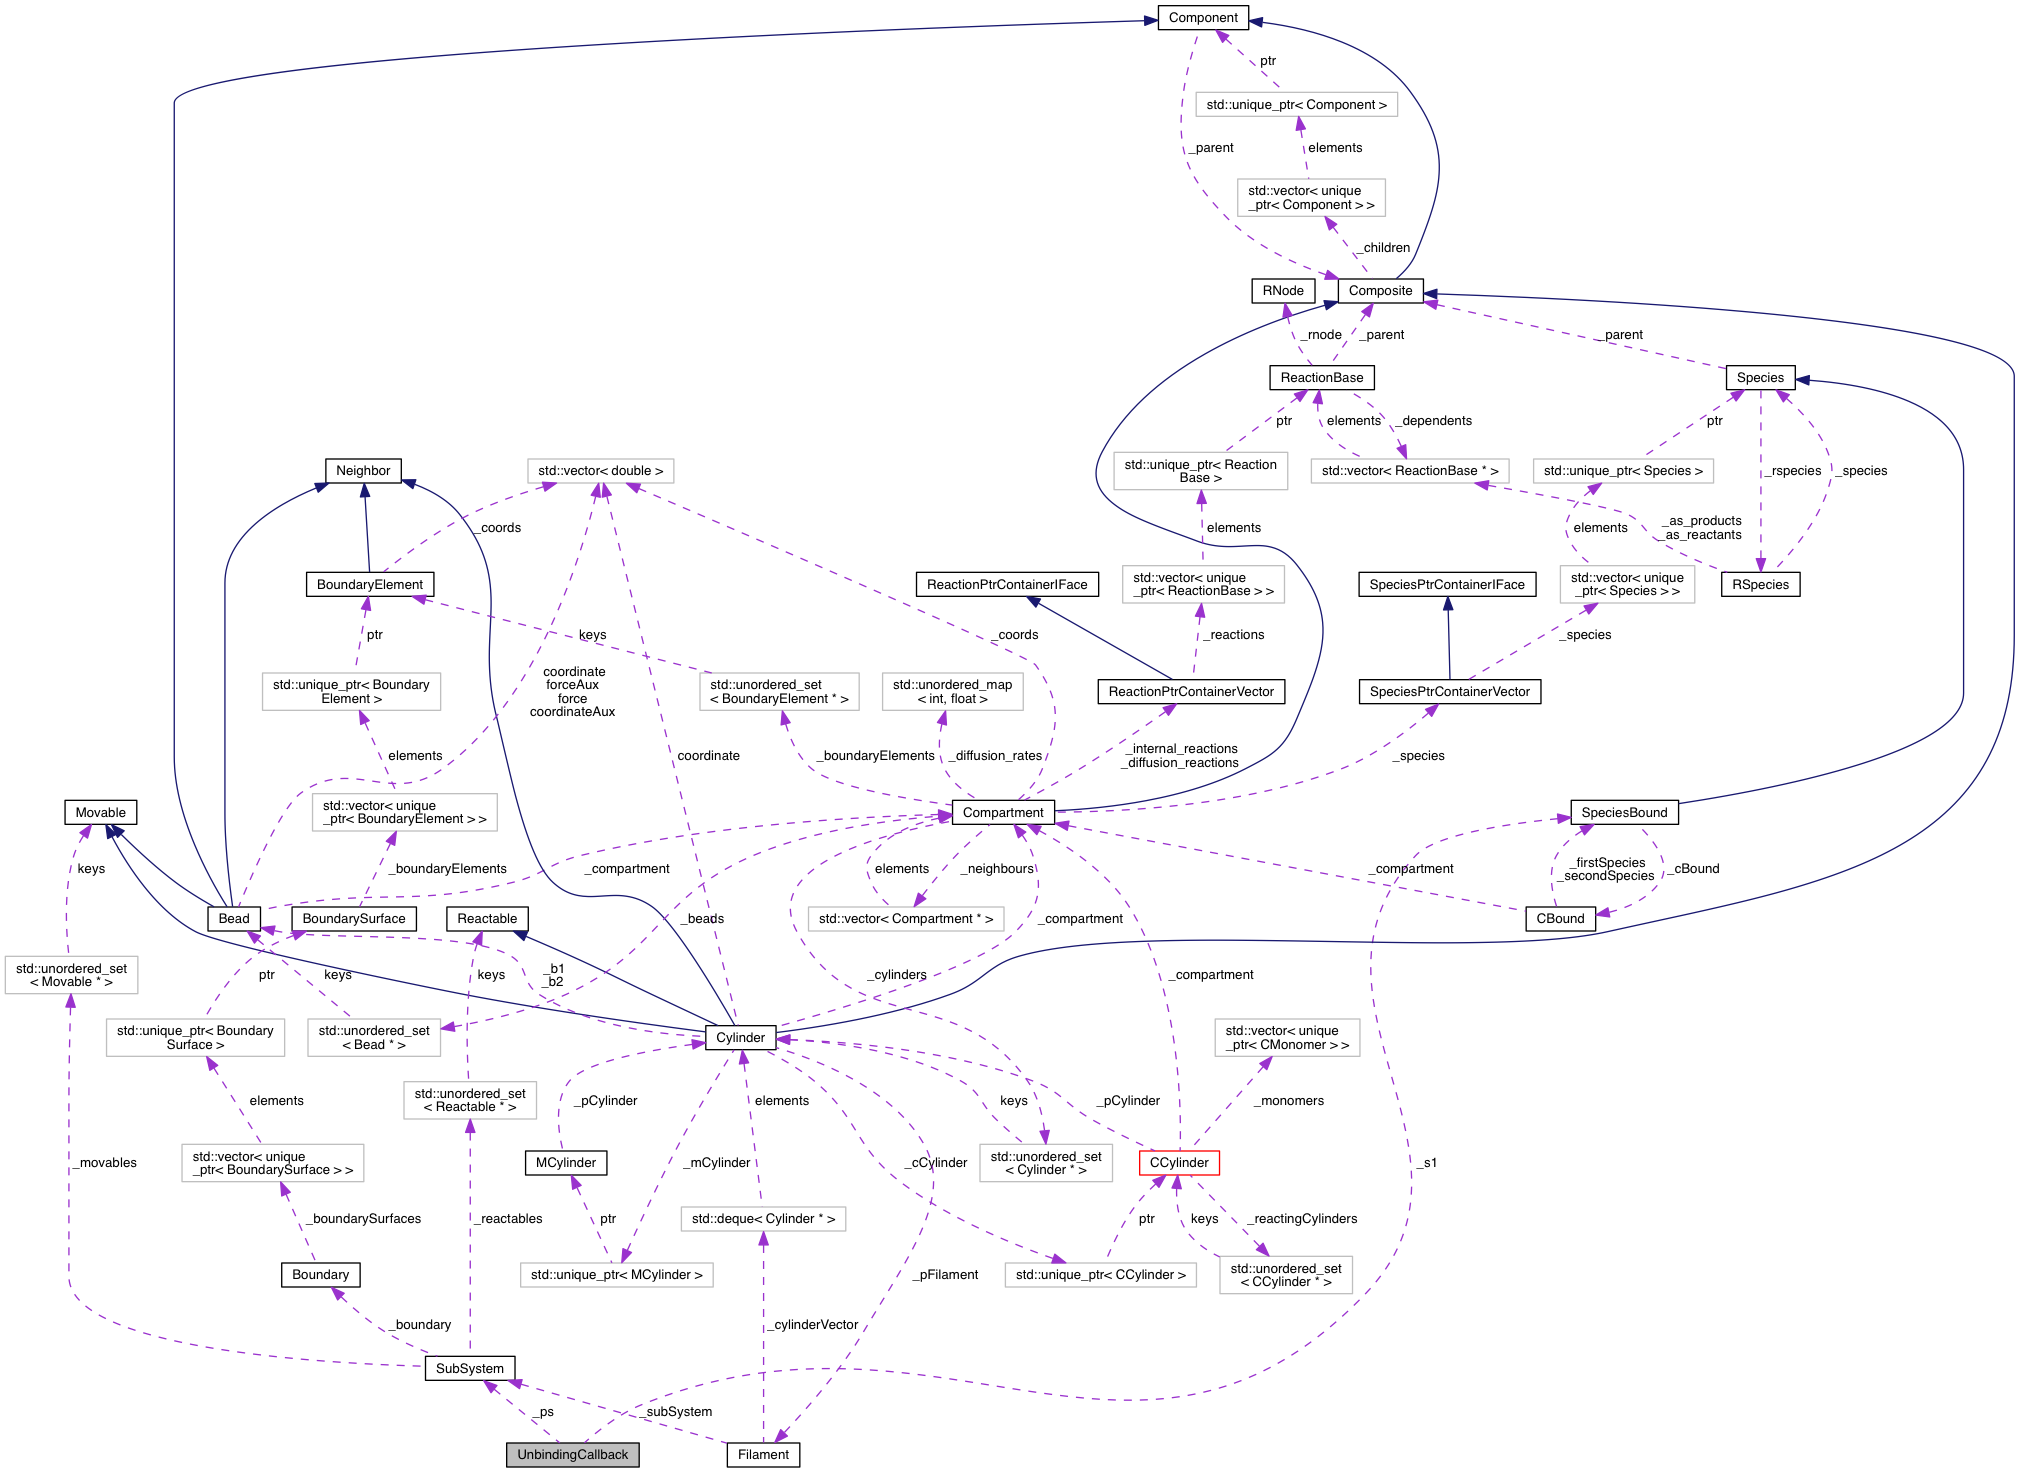 Component
ptr
std::unique_ptr< Component >
_parent
elements
std::vector< unique
_ptr< Component > >
_children
RNode
Composite
_rnode
_parent
_parent
ReactionBase
Species
ptr
elements
_dependents
ptr
Neighbor
std::vector< double >
std::unique_ptr< Reaction
Base >
std::vector< ReactionBase * >
std::unique_ptr< Species >
_rspecies
_species
_coords
elements
elements
_as_products
_as_reactants
BoundaryElement
ReactionPtrContainerIFace
std::vector< unique
_ptr< ReactionBase > >
SpeciesPtrContainerIFace
std::vector< unique
_ptr< Species > >
RSpecies
ptr
keys
_coords
_reactions
_species
std::unique_ptr< Boundary
Element >
coordinate
forceAux
force
coordinateAux
std::unordered_set
< BoundaryElement * >
std::unordered_map
< int, float >
ReactionPtrContainerVector
SpeciesPtrContainerVector
elements
coordinate
_boundaryElements
_diffusion_rates
_internal_reactions
_diffusion_reactions
_species
Movable
std::vector< unique
_ptr< BoundaryElement > >
Compartment
SpeciesBound
keys
_boundaryElements
_compartment
elements
_neighbours
_compartment
_firstSpecies
_secondSpecies
_cBound
Bead
BoundarySurface
Reactable
_beads
std::vector< Compartment * >
_compartment
CBound
std::unordered_set
< Movable * >
ptr
keys
keys
_b1
_b2
_cylinders
_compartment
std::unique_ptr< Boundary
Surface >
std::unordered_set
< Bead * >
Cylinder
std::vector< unique
_ptr< CMonomer > >
elements
std::unordered_set
< Reactable * >
_pCylinder
elements
keys
_pCylinder
_monomers
_movables
std::vector< unique
_ptr< BoundarySurface > >
MCylinder
_mCylinder
_cCylinder
std::unordered_set
< Cylinder * >
CCylinder
_s1
_boundarySurfaces
_reactables
ptr
std::deque< Cylinder * >
ptr
keys
_reactingCylinders
Boundary
std::unique_ptr< MCylinder >
_pFilament
std::unique_ptr< CCylinder >
std::unordered_set
< CCylinder * >
_boundary
_cylinderVector
SubSystem
_ps
_subSystem
UnbindingCallback
Filament